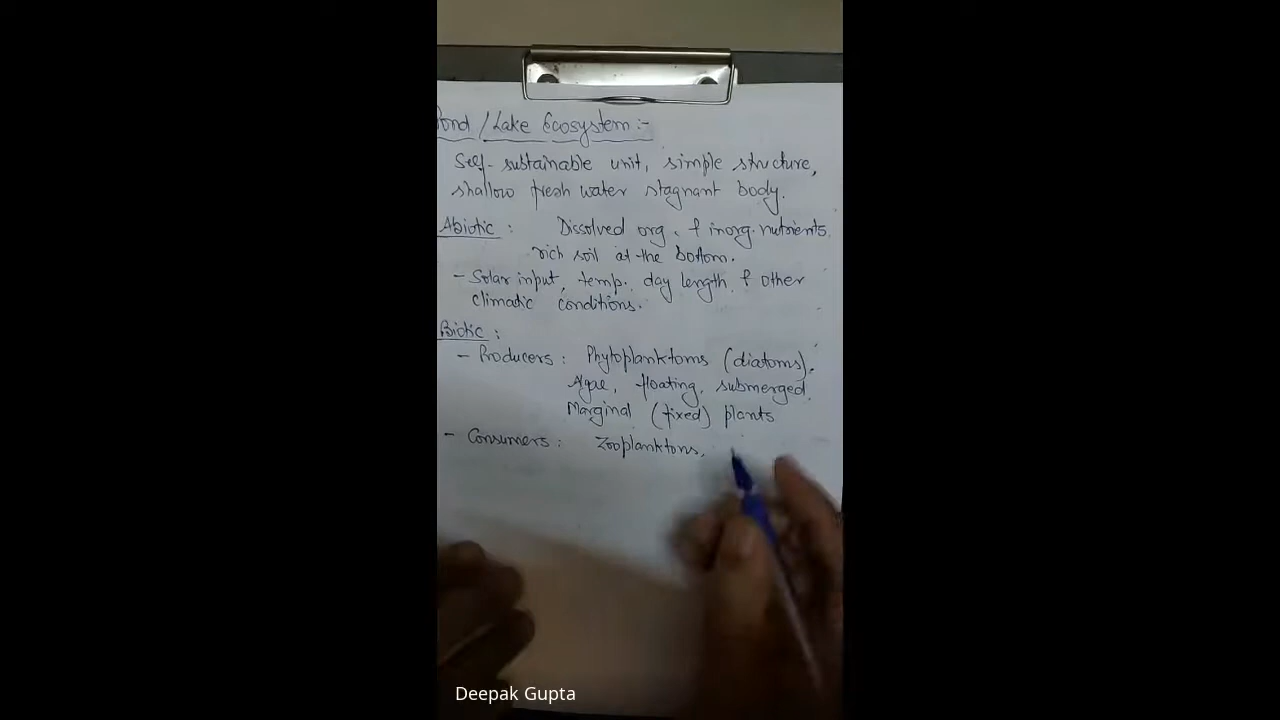 Pond / Lake Ecosystem :-
Self- sustainable unit, simple structure,
shallow fresh water stagnant body.
Abiotic : Dissolved org. & inorg. nutrients,
rich soil at the bottom.
- Solar input, temp. day length & other
climatic conditions.
Biotic :
- Producers : Phytoplanktoms (diatoms).
Algae, floating, submerged,
Marginal (fixed) plants
- Consumers : Zooplanktons,
Deepak Gupta